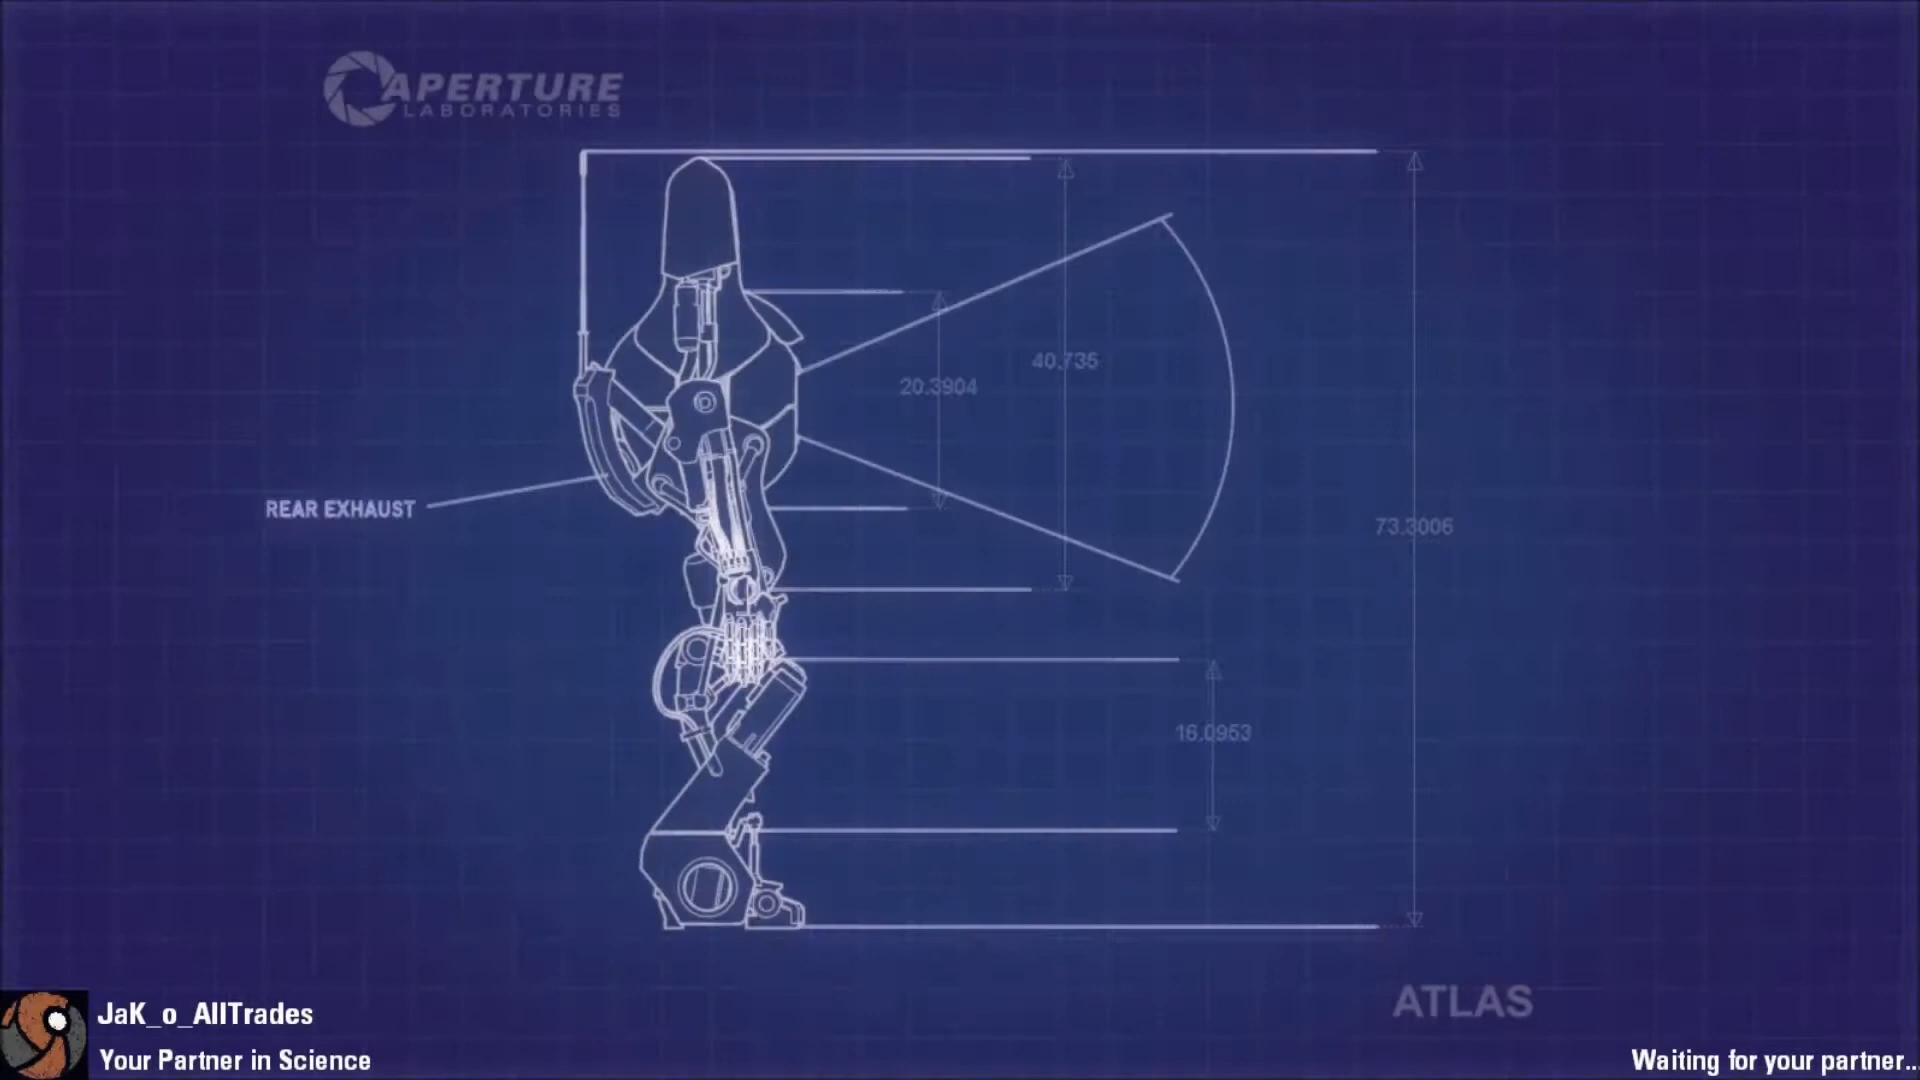 APERTURE
LABORATORIES
40.735
20.3904
REAR EXHAUST
73.3006
16.0953
ATLAS
JaK_o_AllTrades
Your Partner in Science
Waiting for your partner...